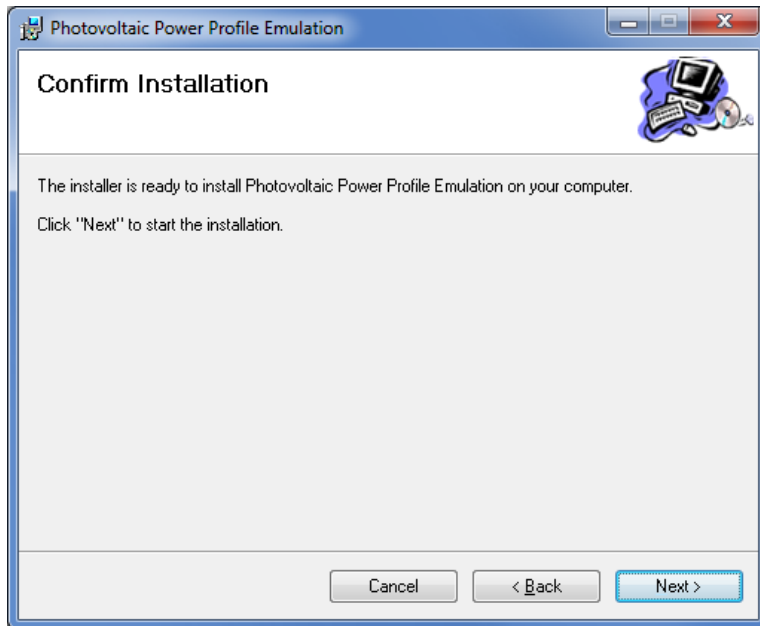 Photovoltaic Power Profile Emulation
Confirm Installation
The installer is ready to install Photovoltaic Power Profile Emulation on your computer.
Click "Next" to start the installation.
Cancel
< Back
Next >